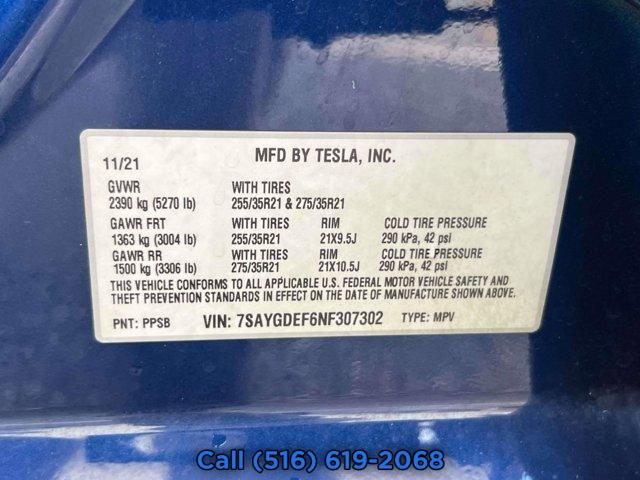 11/21 MFD BY TESLA, INC.
GVWR WITH TIRES
2390 kg (5270 lb) 255/35R21 & 275/35R21
GAWR FRT WITH TIRES RIM COLD TIRE PRESSURE
1363 kg (3004 lb) 255/35R21 21X9.5J 290 kPa, 42 psi
GAWR RR WITH TIRES RIM COLD TIRE PRESSURE
1500 kg (3306 lb) 275/35R21 21X10.5J 290 kPa, 42 psi
THIS VEHICLE CONFORMS TO ALL APPLICABLE U.S. FEDERAL MOTOR VEHICLE SAFETY AND
THEFT PREVENTION STANDARDS IN EFFECT ON THE DATE OF MANUFACTURE SHOWN ABOVE.
PNT: PPSB VIN: 7SAYGDEF6NF307302 TYPE: MPV
Call (516) 619-2068